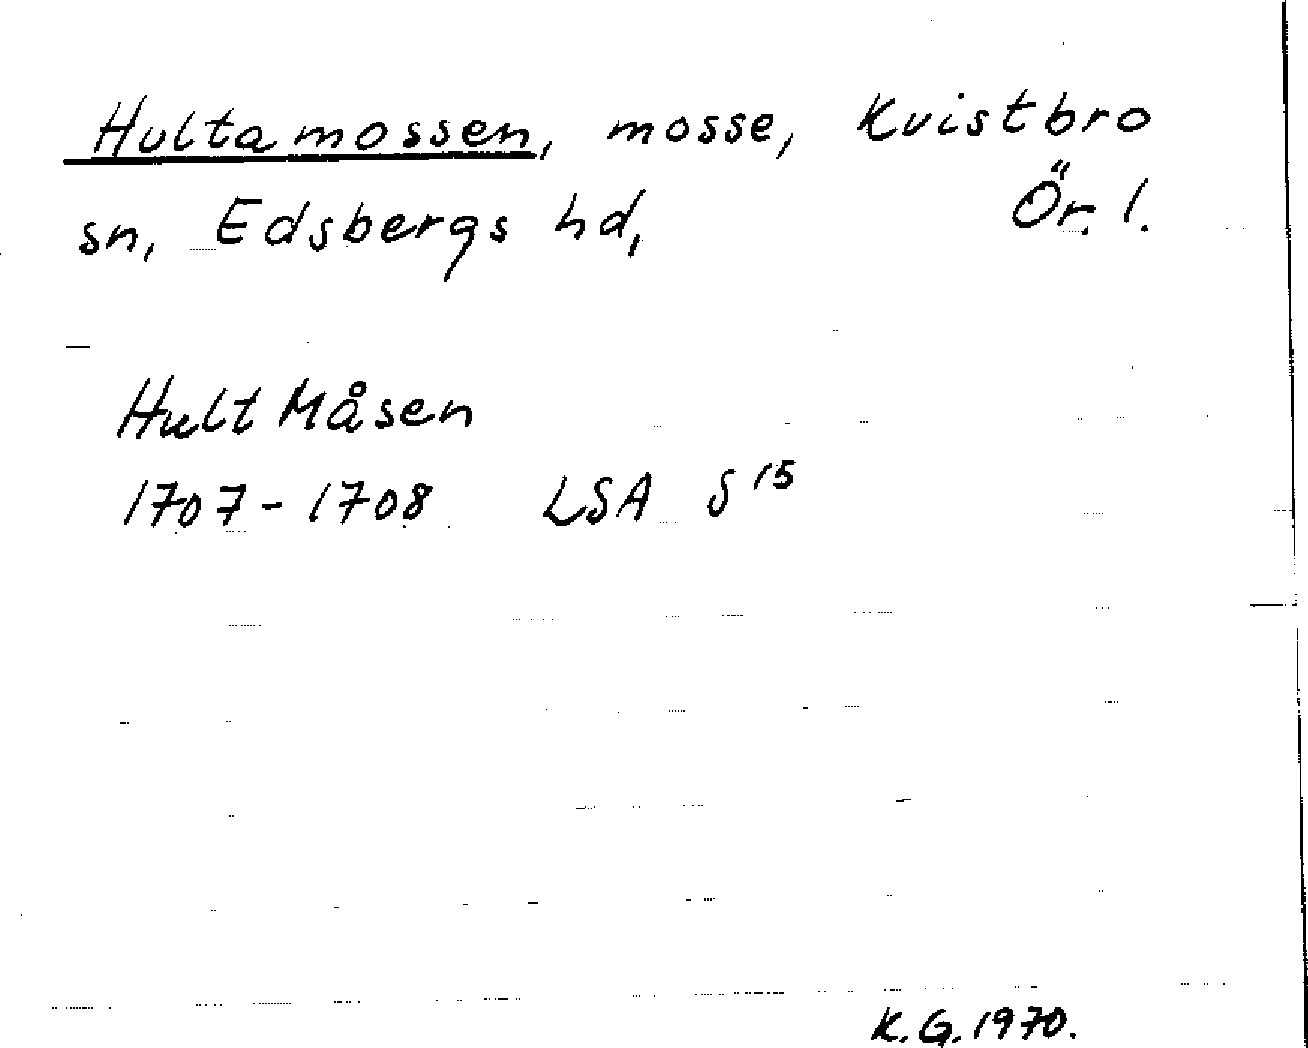 Hultamossen, mosse, Kvistbro
sn, Edsbergs hd, Ör. l.
Hult Måsen
1707-1708 LSA S 15
K. G. 1970.